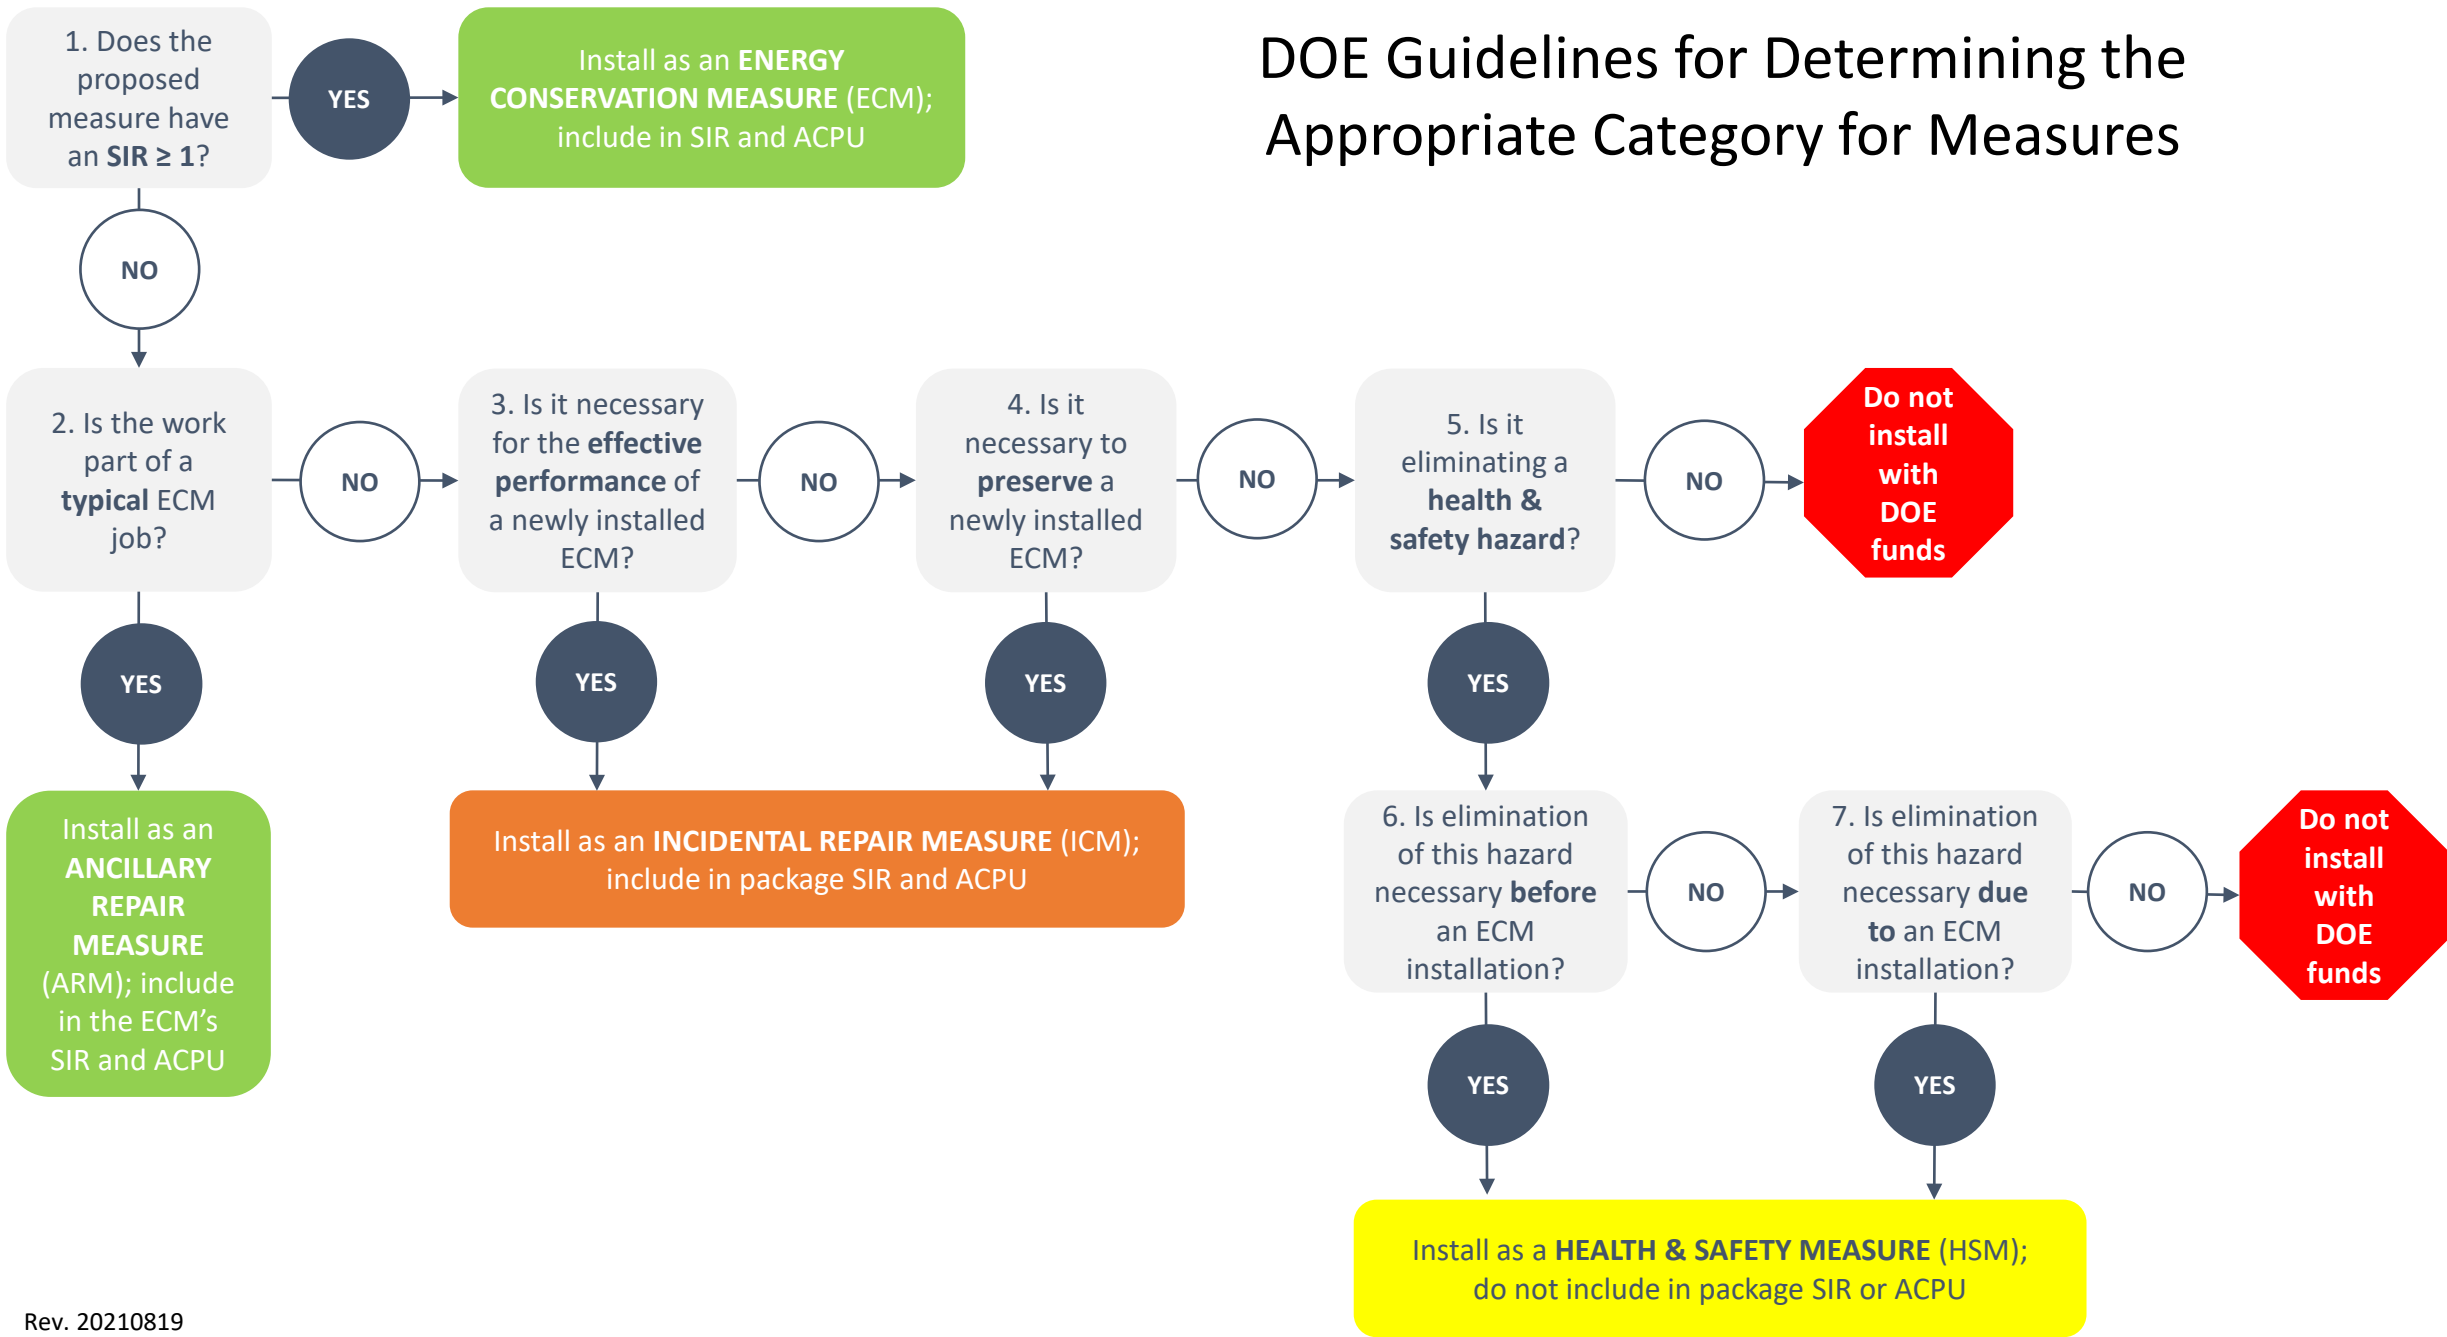 DOE Guidelines for Determining the
Appropriate Category for Measures
1. Does the
proposed
measure have
an SIR ≥ 1?
YES
Install as an ENERGY
CONSERVATION MEASURE (ECM);
include in SIR and ACPU
NO
2. Is the work
part of a
typical ECM
job?
NO
3. Is it necessary
for the effective
performance of
a newly installed
ECM?
NO
4. Is it
necessary to
preserve a
newly installed
ECM?
NO
5. Is it
eliminating a
health &
safety hazard?
NO
Do not
install
with
DOE
funds
YES
YES
YES
YES
Install as an
ANCILLARY
REPAIR
MEASURE
(ARM); include
in the ECM’s
SIR and ACPU
Install as an INCIDENTAL REPAIR MEASURE (ICM);
include in package SIR and ACPU
6. Is elimination
of this hazard
necessary before
an ECM
installation?
NO
7. Is elimination
of this hazard
necessary due
to an ECM
installation?
NO
Do not
install
with
DOE
funds
YES
YES
Install as a HEALTH & SAFETY MEASURE (HSM);
do not include in package SIR or ACPU
Rev. 20210819